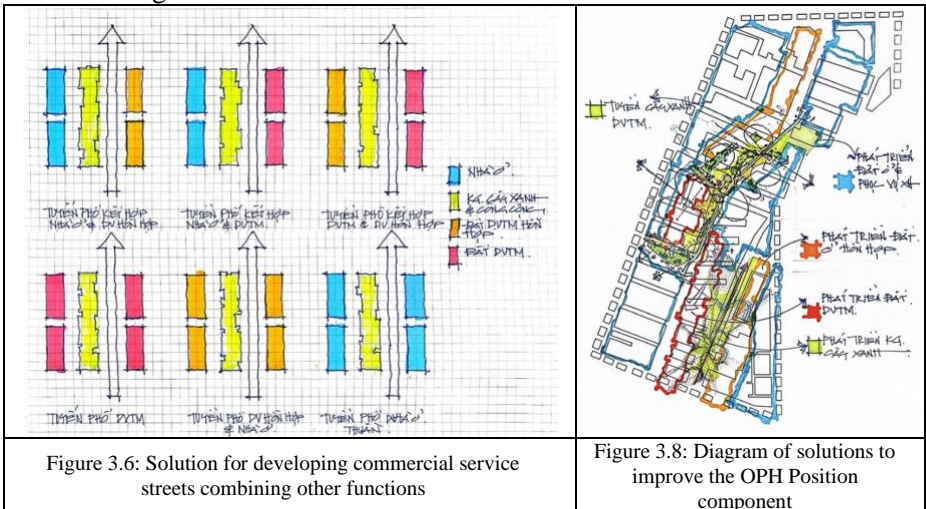 NHÀ Ở.
KG. CÂY XANH
& CÔNG CỘNG
ĐẤT DVTM HỖN
HỢP.
ĐẤT DVTM.
TUYẾN PHỐ KẾT HỢP
NHÀ Ở & DV HỖN HỢP
TUYẾN PHỐ KẾT HỢP
NHÀ Ở & DVTM.
TUYẾN PHỐ KẾT HỢP
DVTM & DV HỖN HỢP
TUYẾN PHỐ DVTM
TUYẾN PHỐ DV HỖN HỢP
& NHÀ Ở
TUYẾN PHỐ NHÀ Ở
THUẦN
TUYẾN CÂY XANH
DVTM.
PHÁT TRIỂN
ĐẤT Ở &
PHỤC VỤ XH
PHÁT TRIỂN ĐẤT
Ở HỖN HỢP.
PHÁT TRIỂN ĐẤT
DVTM.
PHÁT TRIỂN KG.
CÂY XANH
Figure 3.6: Solution for developing commercial service
streets combining other functions
Figure 3.8: Diagram of solutions to
improve the OPH Position
component